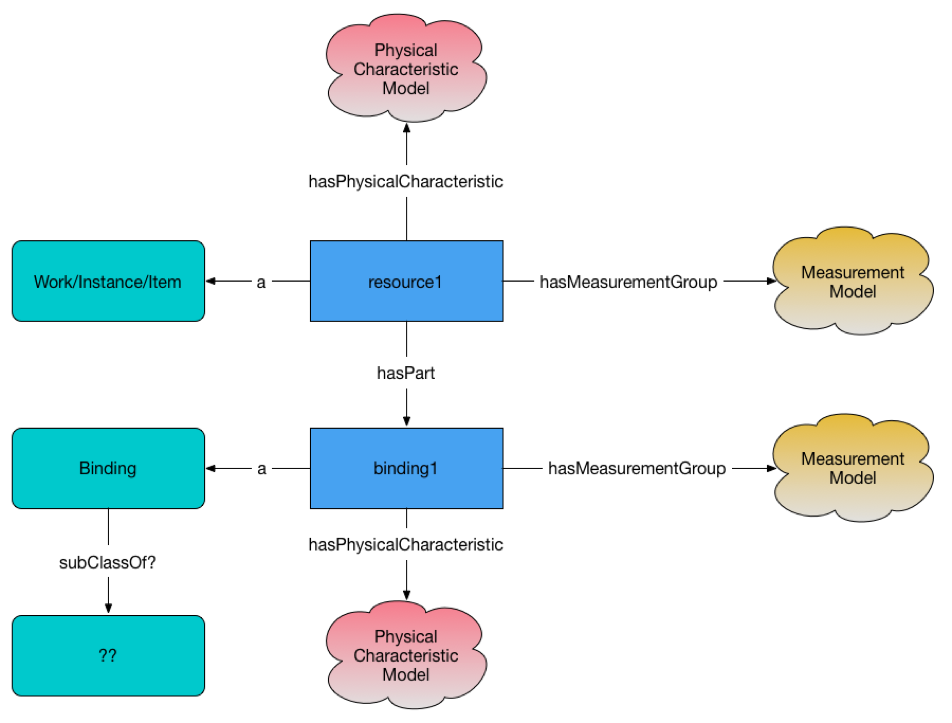 Physical
Characteristic
Model
hasPhysicalCharacteristic
Work/Instance/Item
a
resource1
hasMeasurementGroup
Measurement
Model
hasPart
Binding
a
binding1
hasMeasurementGroup
Measurement
Model
subClassOf?
hasPhysicalCharacteristic
??
Physical
Characteristic
Model